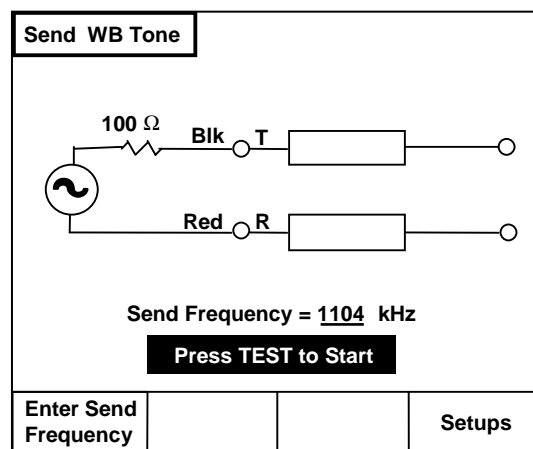 Send WB Tone
100 Ω
Blk T
Red R
Send Frequency = 1104 kHz
Press TEST to Start
Enter Send
Frequency
Setups